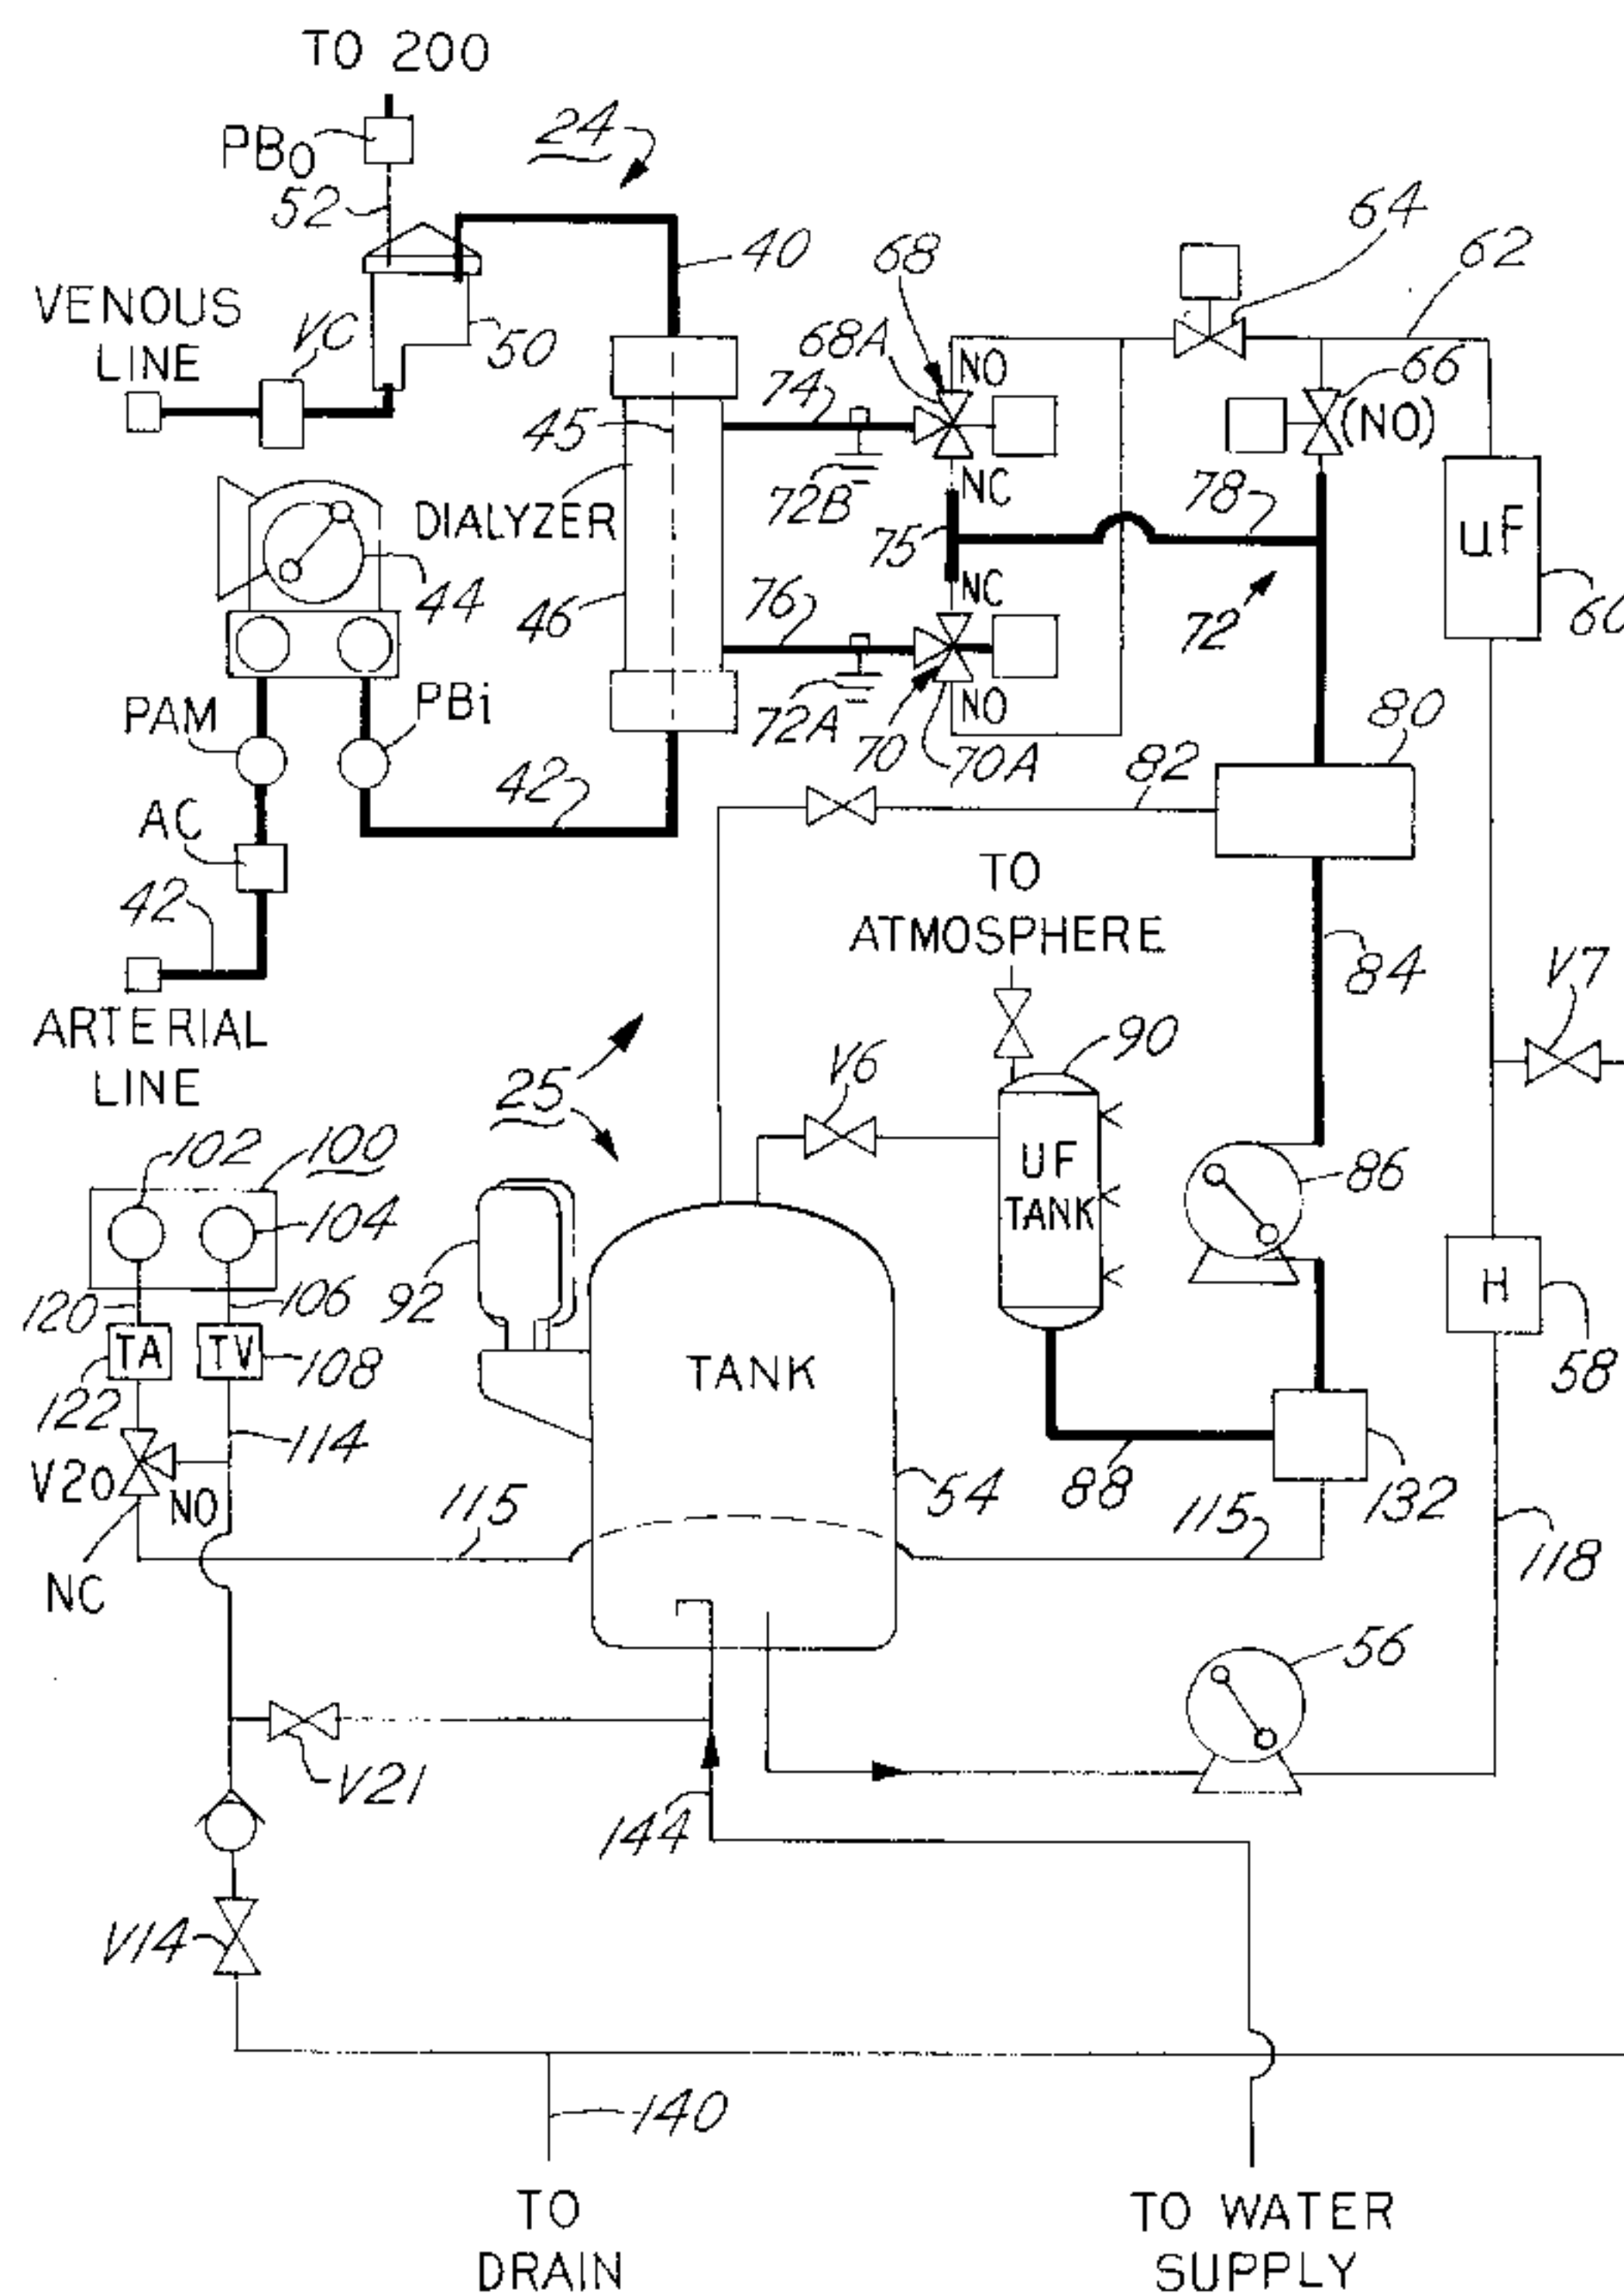 TO 200
PBO
24
52
64
40
68
62
VENOUS
LINE
VC
50
68A
NO
66
(NO)
74
45
NC
72B
78
UF
DIALYZER
75
44
NC
46
76
72
60
PAM
PBi
72A
NO
80
70
70A
82
42
AC
TO
ATMOSPHERE
42
84
V7
ARTERIAL
LINE
90
V6
25
102
100
UF
TANK
86
104
92
H
120
106
TA
TV
108
TANK
58
122
114
V20
NO
88
54
132
115
115
118
NC
56
V21
144
V14
140
TO
DRAIN
TO WATER
SUPPLY